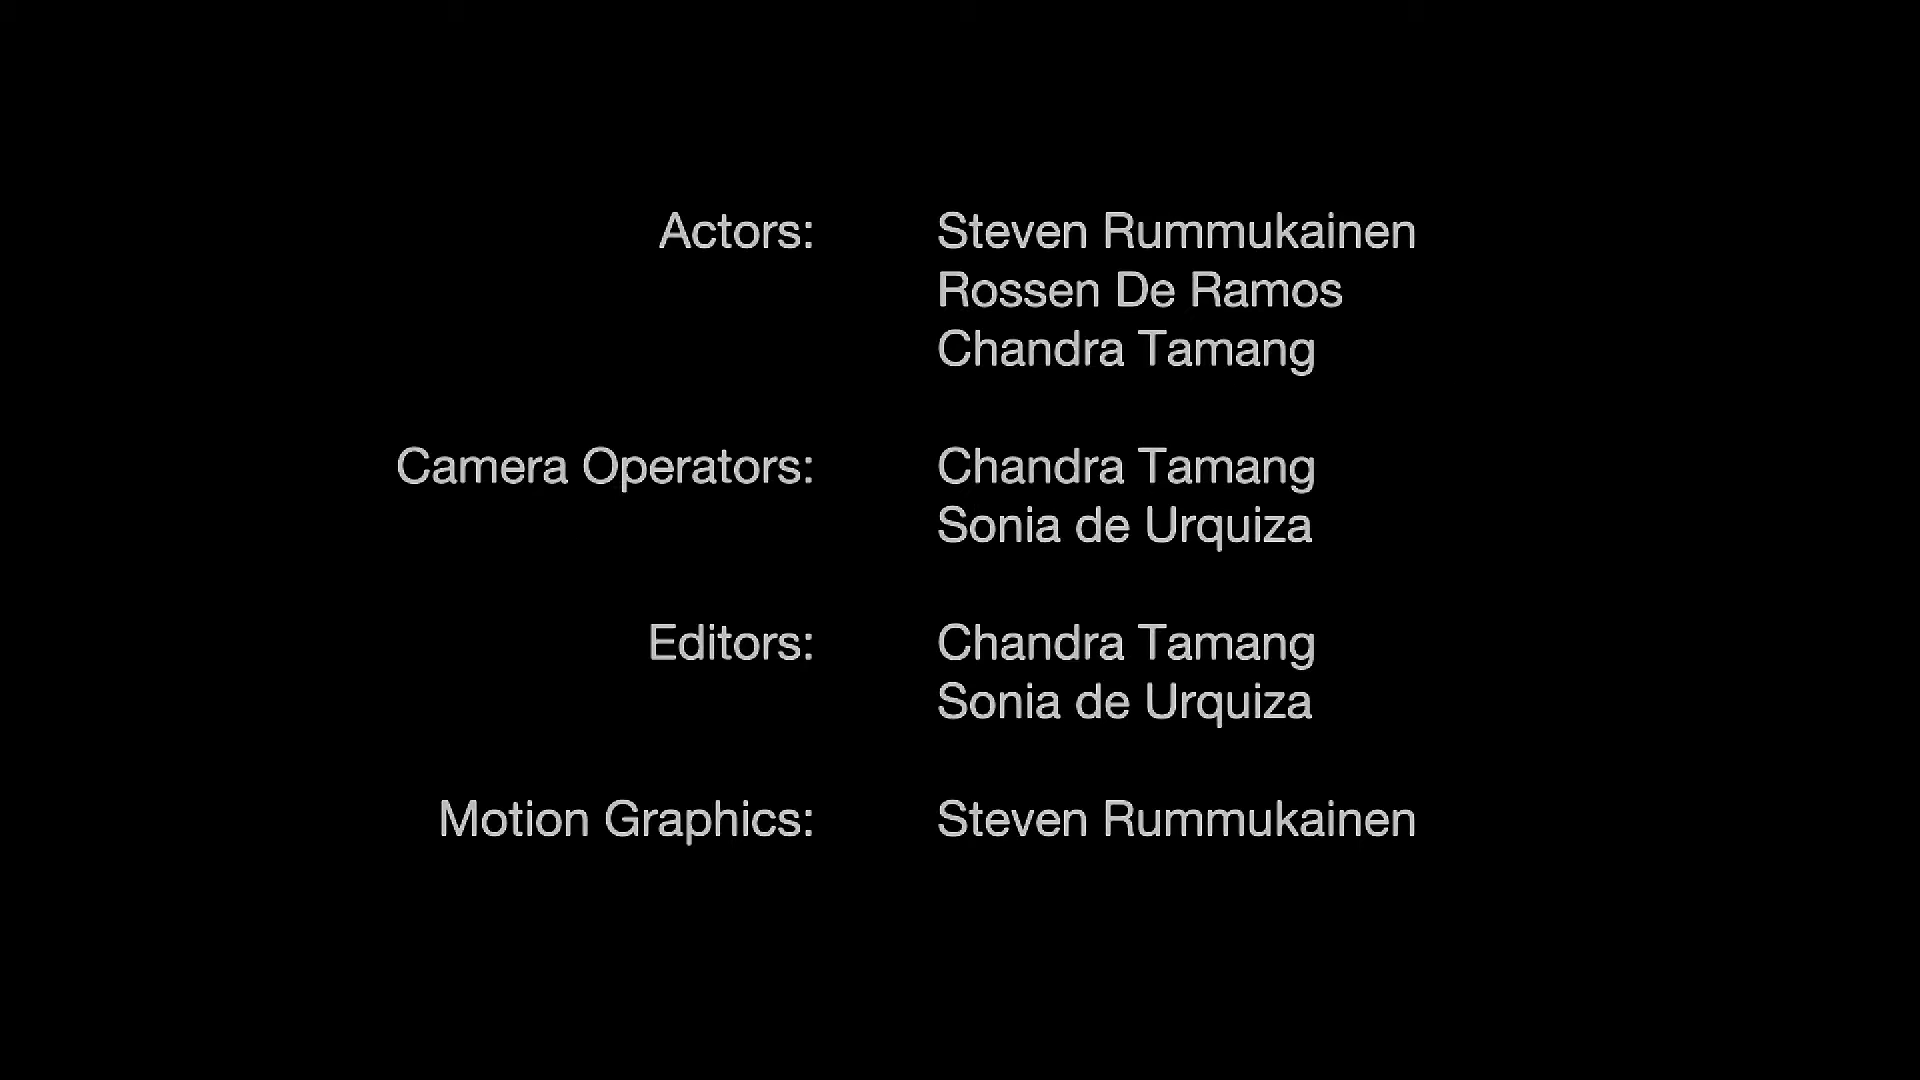 Actors: Steven Rummukainen
Rossen De Ramos
Chandra Tamang
Camera Operators: Chandra Tamang
Sonia de Urquiza
Editors: Chandra Tamang
Sonia de Urquiza
Motion Graphics: Steven Rummukainen